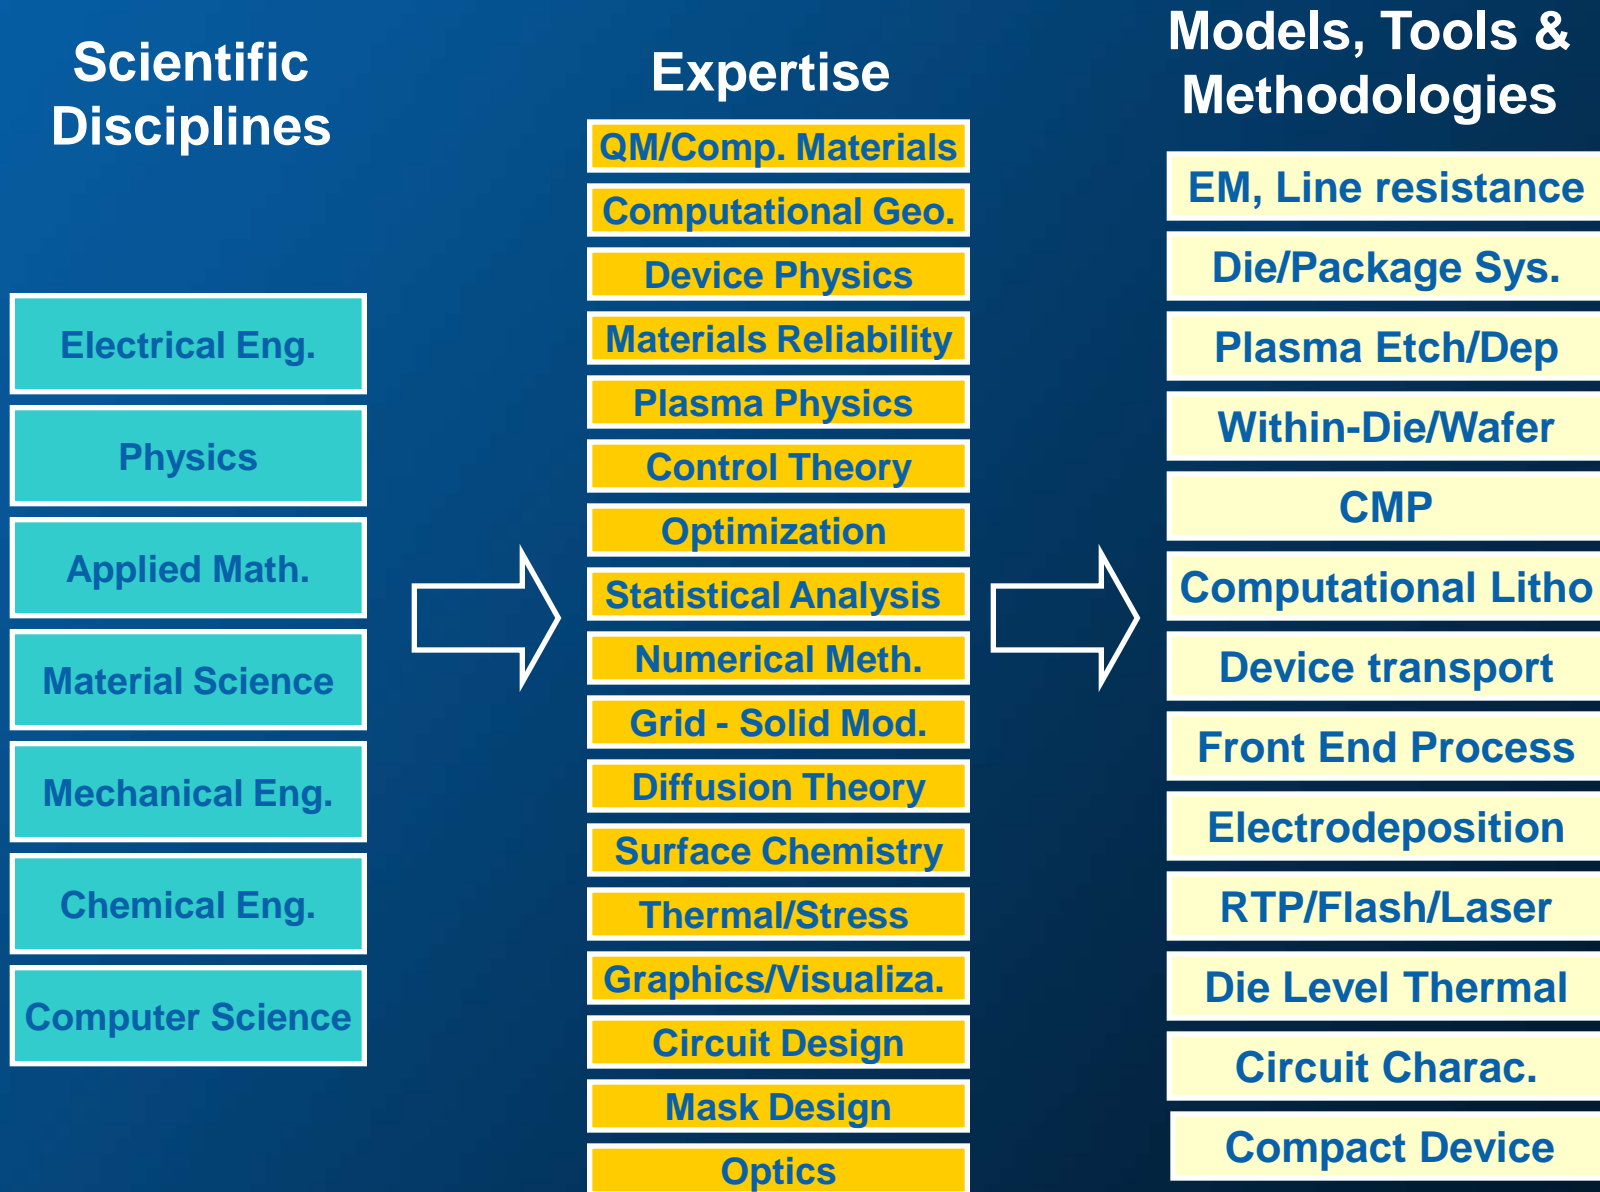 Scientific
Disciplines
Electrical Eng.
Physics
Applied Math.
Material Science
Mechanical Eng.
Chemical Eng.
Computer Science
Expertise
QM/Comp. Materials
Computational Geo.
Device Physics
Materials Reliability
Plasma Physics
Control Theory
Optimization
Statistical Analysis
Numerical Meth.
Grid - Solid Mod.
Diffusion Theory
Surface Chemistry
Thermal/Stress
Graphics/Visualiza.
Circuit Design
Mask Design
Optics
Models, Tools &
Methodologies
EM, Line resistance
Die/Package Sys.
Plasma Etch/Dep
Within-Die/Wafer
CMP
Computational Litho
Device transport
Front End Process
Electrodeposition
RTP/Flash/Laser
Die Level Thermal
Circuit Charac.
Compact Device